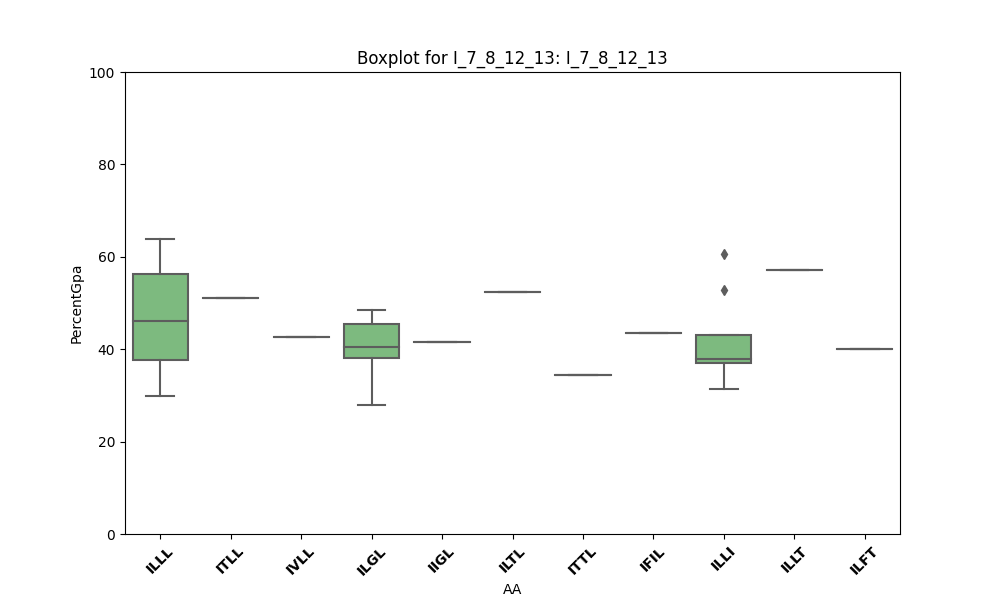 Boxplot for I_7_8_12_13: I_7_8_12_13
100
80
60
40
20
0
PercentGpa
ILLL ITLL IVLL ILGL IIGL ILTL ITTL IFIL ILLI ILLT ILFT
AA